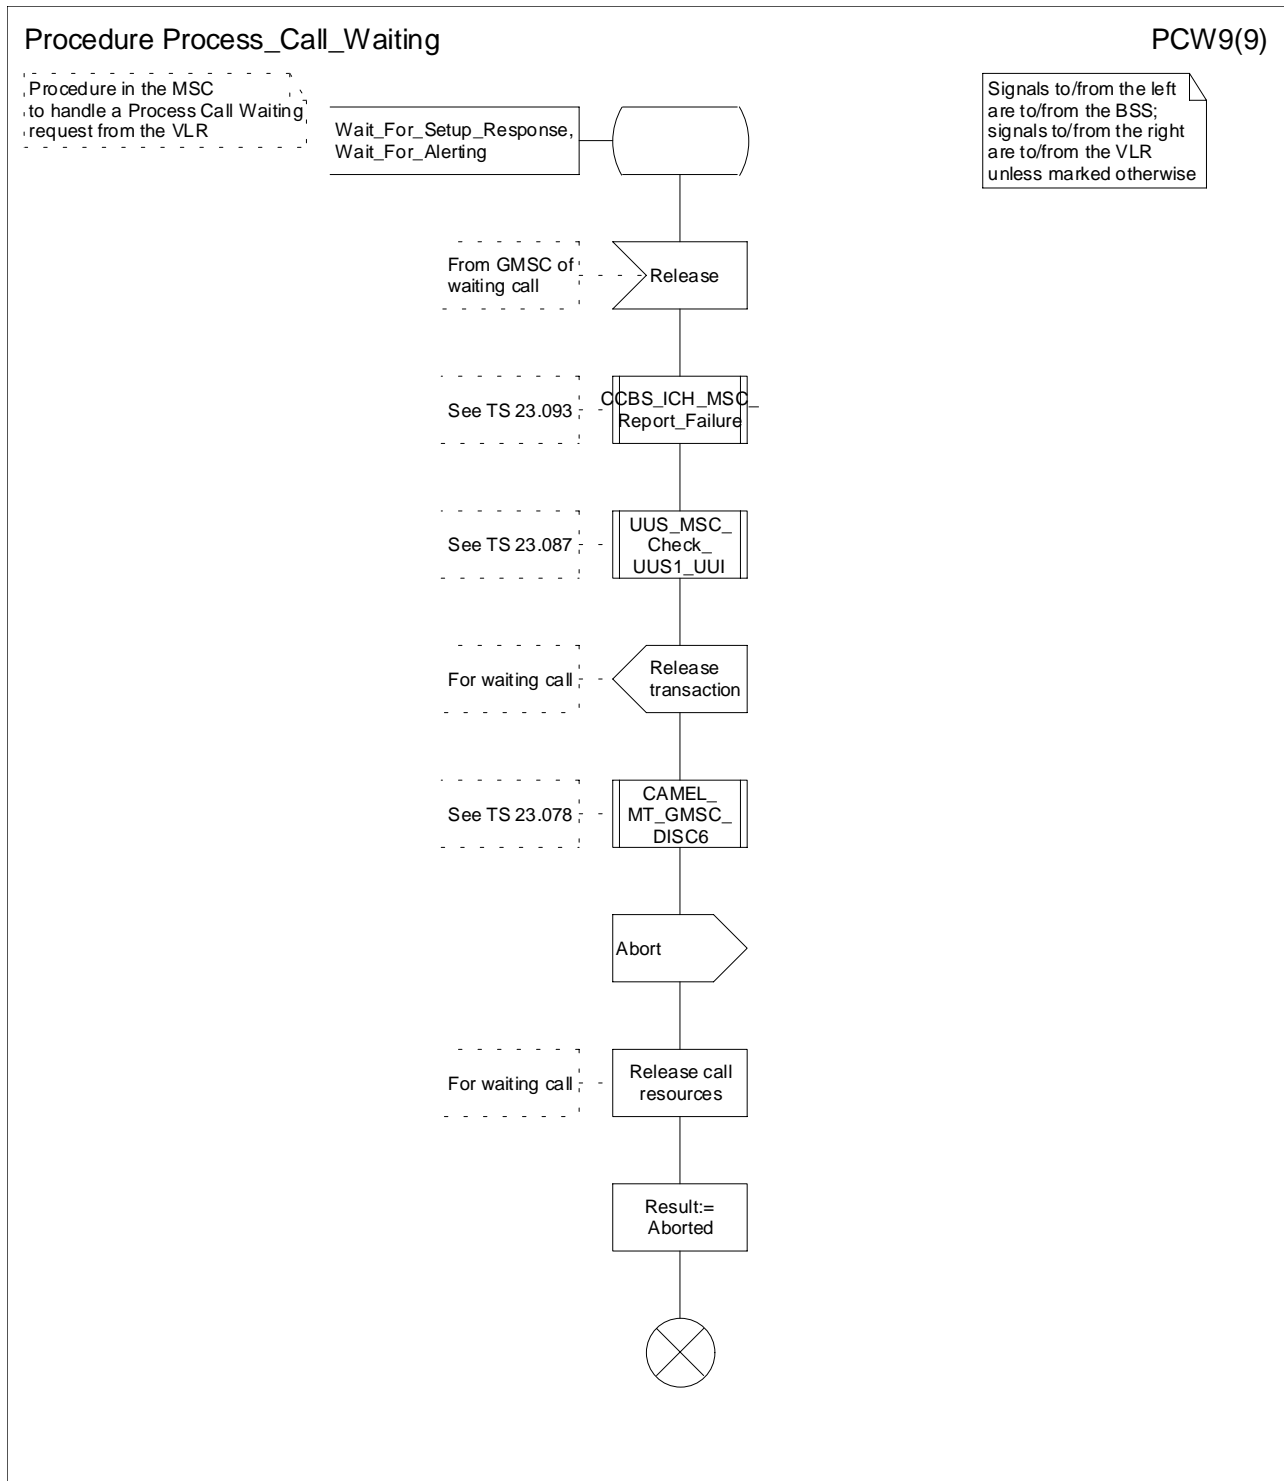 Procedure Process_Call_Waiting
PCW9(9)
Procedure in the MSC
to handle a Process Call Waiting
request from the VLR
Wait_For_Setup_Response,
Wait_For_Alerting
Signals to/from the left
are to/from the BSS;
signals to/from the right
are to/from the VLR
unless marked otherwise
From GMSC of
waiting call
Release
See TS 23.093
CCBS_ICH_MSC_
Report_Failure
See TS 23.087
UUS_MSC_
Check_
UUS1_UUI
For waiting call
Release
transaction
See TS 23.078
CAMEL_
MT_GMSC_
DISC6
Abort
For waiting call
Release call
resources
Result:=
Aborted